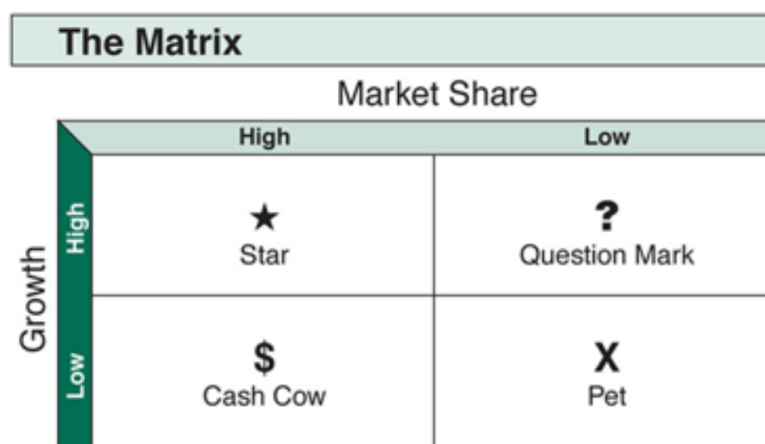 The Matrix
Market Share
High Low
Growth
High
★ ?
Star Question Mark
Low
$ X
Cash Cow Pet